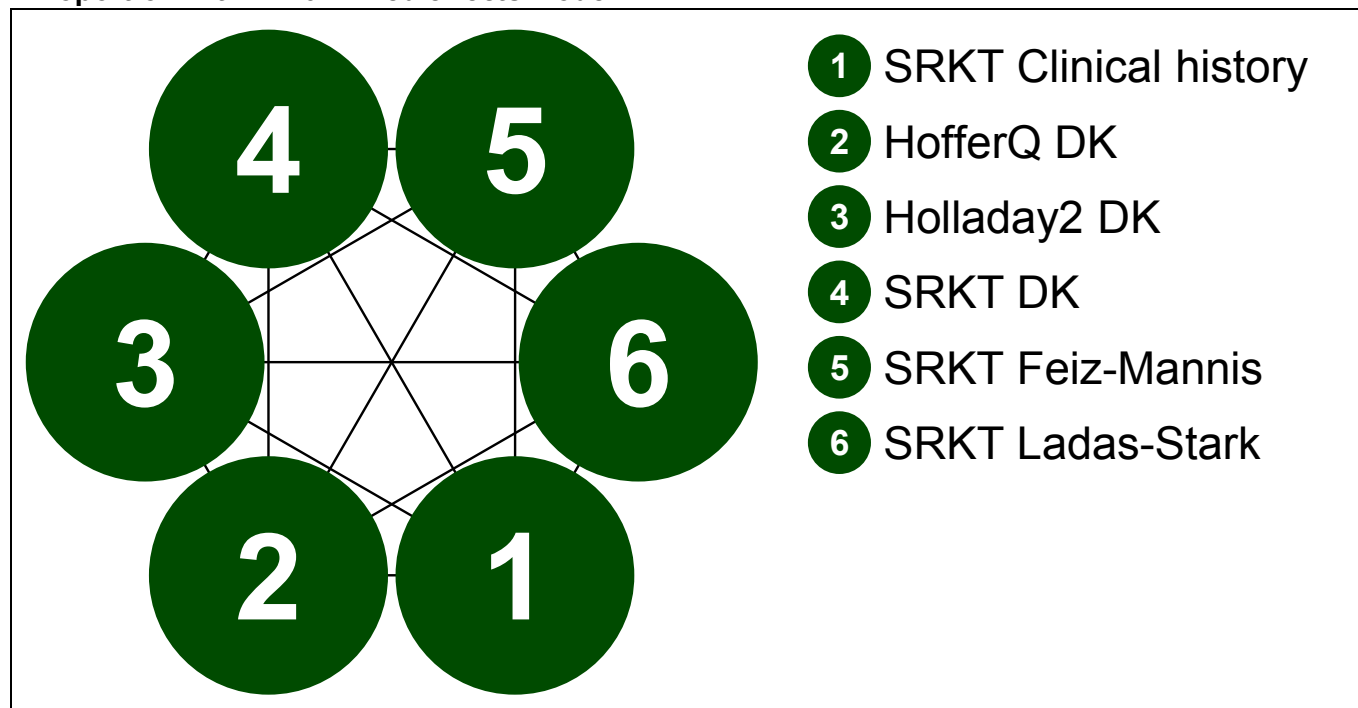 4 5
3 6
2 1
1 SRKT Clinical history
2 HofferQ DK
3 Holladay2 DK
4 SRKT DK
5 SRKT Feiz-Mannis
6 SRKT Ladas-Stark